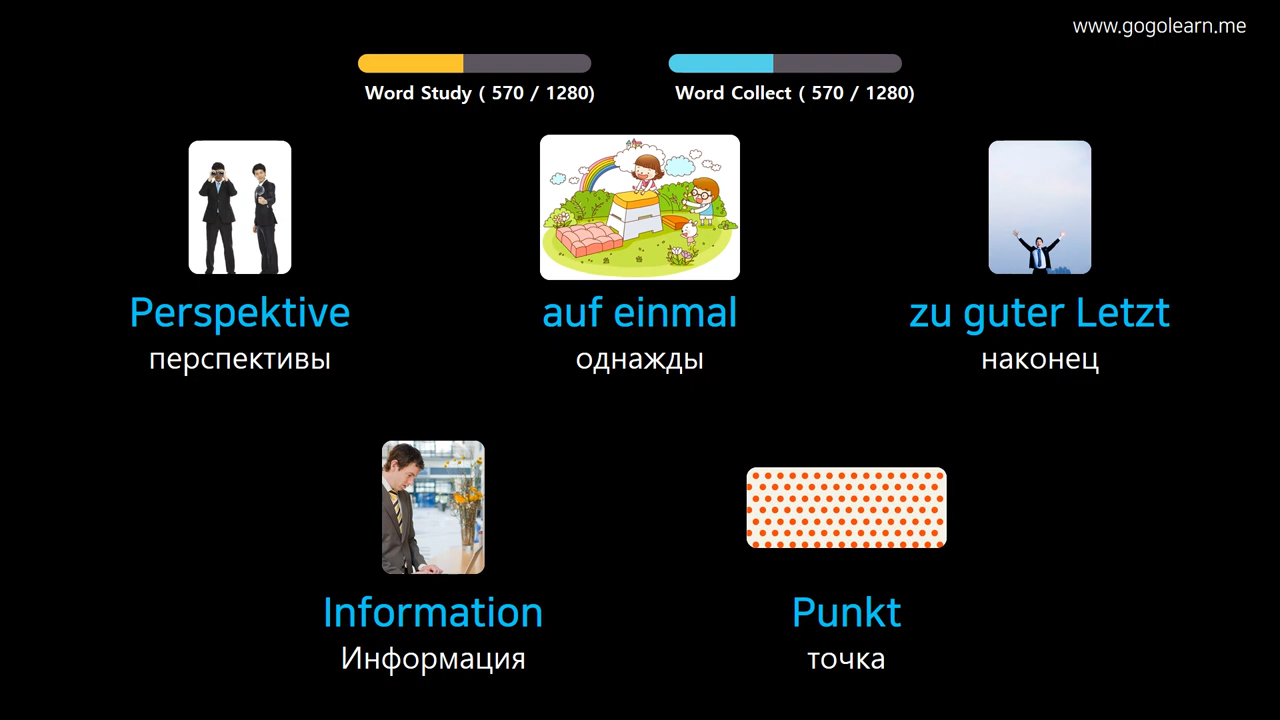 www.gogolearn.me
Word Study ( 570 / 1280)
Word Collect ( 570 / 1280)
Perspektive
перспективы
auf einmal
однажды
zu guter Letzt
наконец
Information
Информация
Punkt
точка